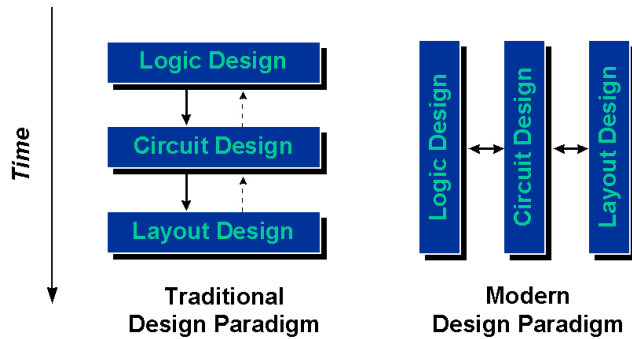 Time
Logic Design
Circuit Design
Layout Design
Traditional
Design Paradigm
Logic Design
Circuit Design
Layout Design
Modern
Design Paradigm